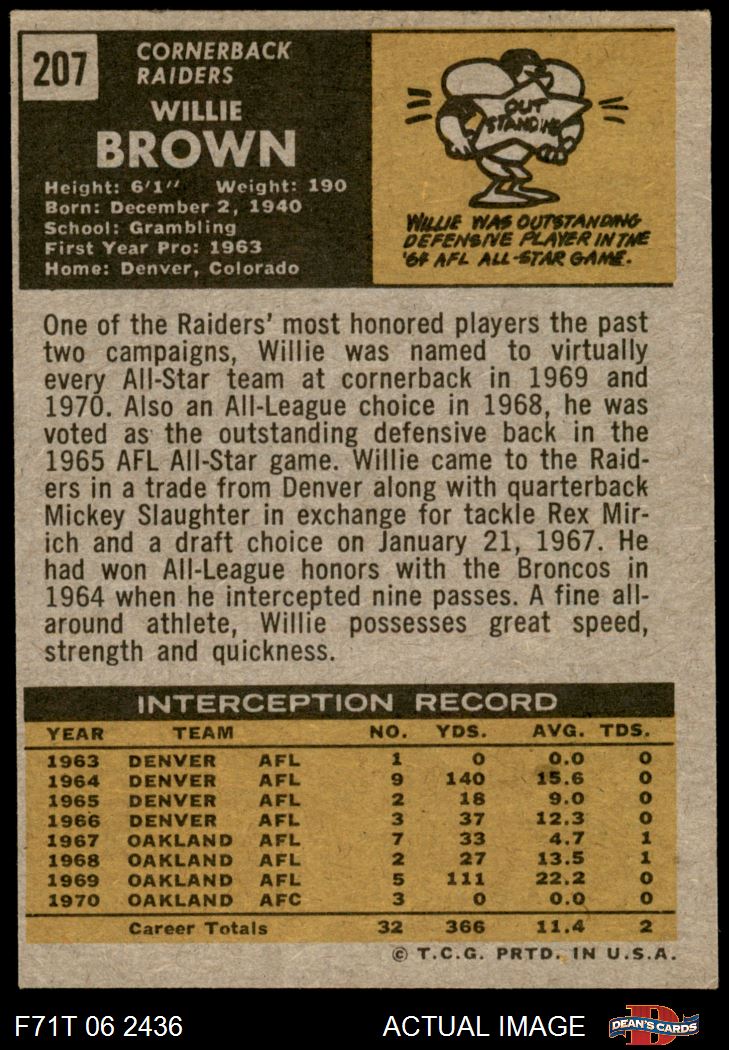 207
CORNERBACK
RAIDERS
WILLIE
BROWN
Height: 6'1" Weight: 190
Born: December 2, 1940
School: Grambling
First Year Pro: 1963
Home: Denver, Colorado
OUT
STANDING
WILLIE WAS OUTSTANDING
DEFENSIVE PLAYER IN THE
'64 AFL ALL-STAR GAME.
One of the Raiders' most honored players the past
two campaigns, Willie was named to virtually
every All-Star team at cornerback in 1969 and
1970. Also an All-League choice in 1968, he was
voted as the outstanding defensive back in the
1965 AFL All-Star game. Willie came to the Raid-
ers in a trade from Denver along with quarterback
Mickey Slaughter in exchange for tackle Rex Mir-
ich and a draft choice on January 21, 1967. He
had won All-League honors with the Broncos in
1964 when he intercepted nine passes. A fine all-
around athlete, Willie possesses great speed,
strength and quickness.
INTERCEPTION RECORD
YEAR TEAM NO. YDS. AVG. TDS.
1963 DENVER AFL 1 0 0.0 0
1964 DENVER AFL 9 140 15.6 0
1965 DENVER AFL 2 18 9.0 0
1966 DENVER AFL 3 37 12.3 0
1967 OAKLAND AFL 7 33 4.7 1
1968 OAKLAND AFL 2 27 13.5 1
1969 OAKLAND AFL 5 111 22.2 0
1970 OAKLAND AFC 3 0 0.0 0
Career Totals 32 366 11.4 2
© T.C.G. PRTD. IN U.S.A.
F71T 06 2436 ACTUAL IMAGE D DEAN'S CARDS